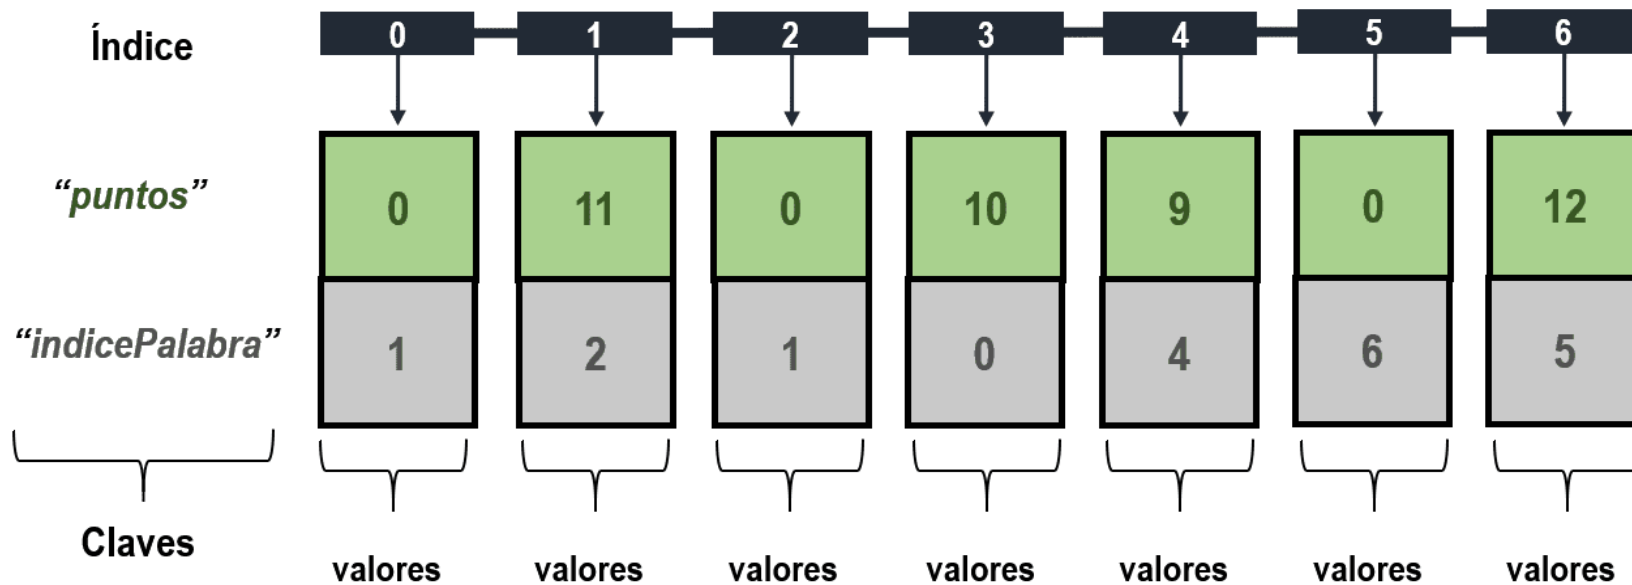 Índice 0 1 2 3 4 5 6
“puntos” 0 11 0 10 9 0 12
“indicePalabra” 1 2 1 0 4 6 5
Claves
valores valores valores valores valores valores valores